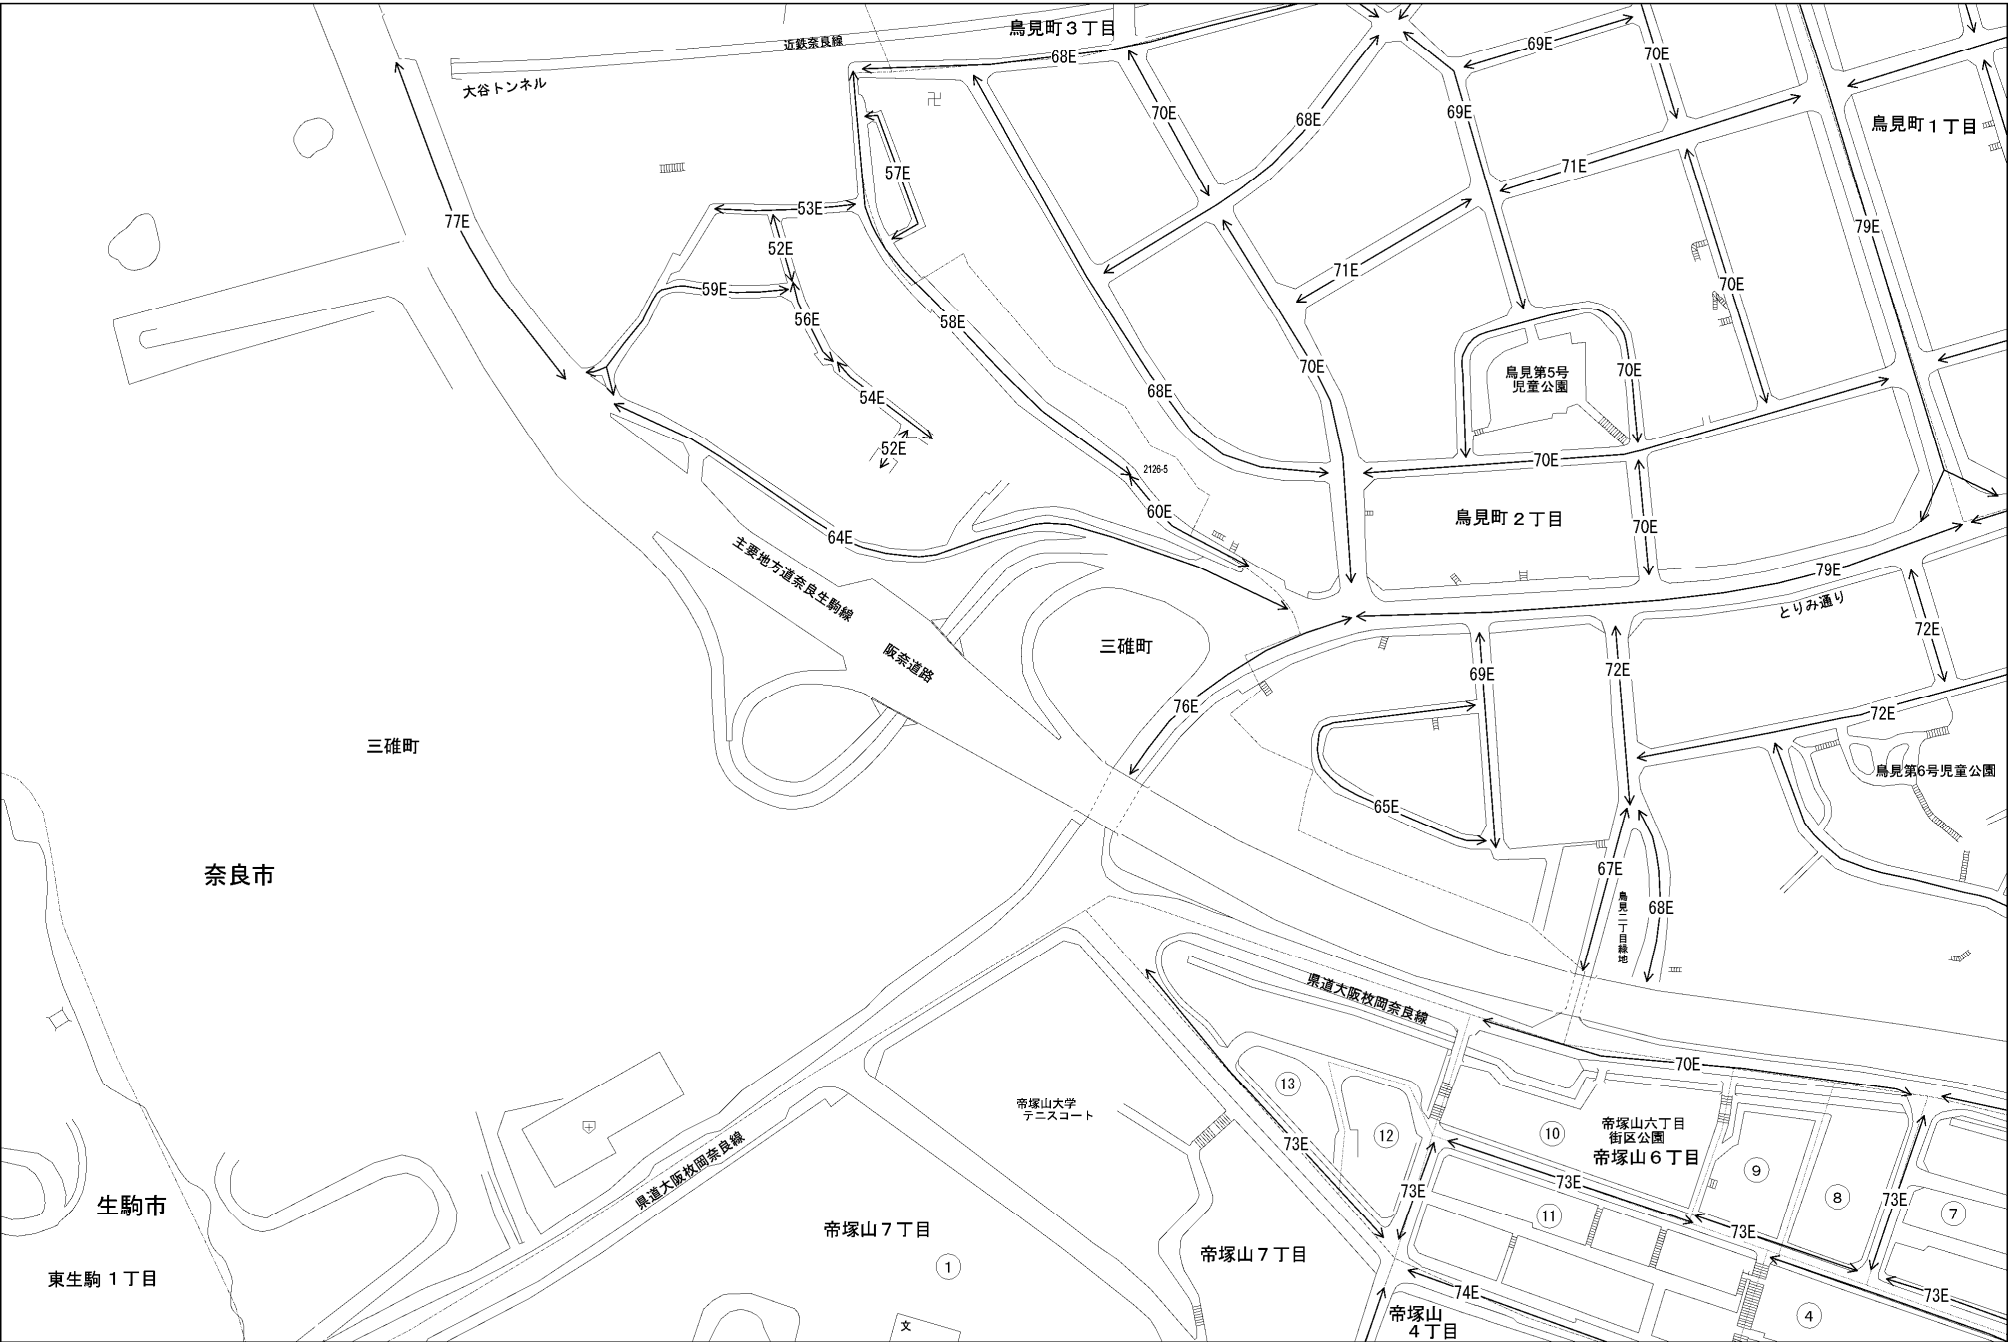 鳥見町３丁目
近鉄奈良線
大谷トンネル
68E
69E
70E
70E
68E
69E
鳥見町１丁目
71E
57E
77E
53E
52E
79E
59E
56E
58E
71E
70E
70E
70E
鳥見第5号
児童公園
68E
54E
52E
70E
2126-5
60E
鳥見町２丁目
70E
64E
主要地方道奈良生駒線
阪奈道路
79E
とりみ通り
72E
三碓町
69E
72E
76E
72E
三碓町
鳥見第6号児童公園
65E
67E
奈良市
68E
鳥見二丁目緑地
県道大阪枚岡奈良線
70E
13
帝塚山大学
テニスコート
帝塚山六丁目
街区公園
帝塚山６丁目
12
10
73E
9
県道大阪枚岡奈良線
73E
73E
8
73E
7
生駒市
11
帝塚山７丁目
73E
帝塚山７丁目
1
東生駒１丁目
74E
73E
帝塚山
４丁目
4
文